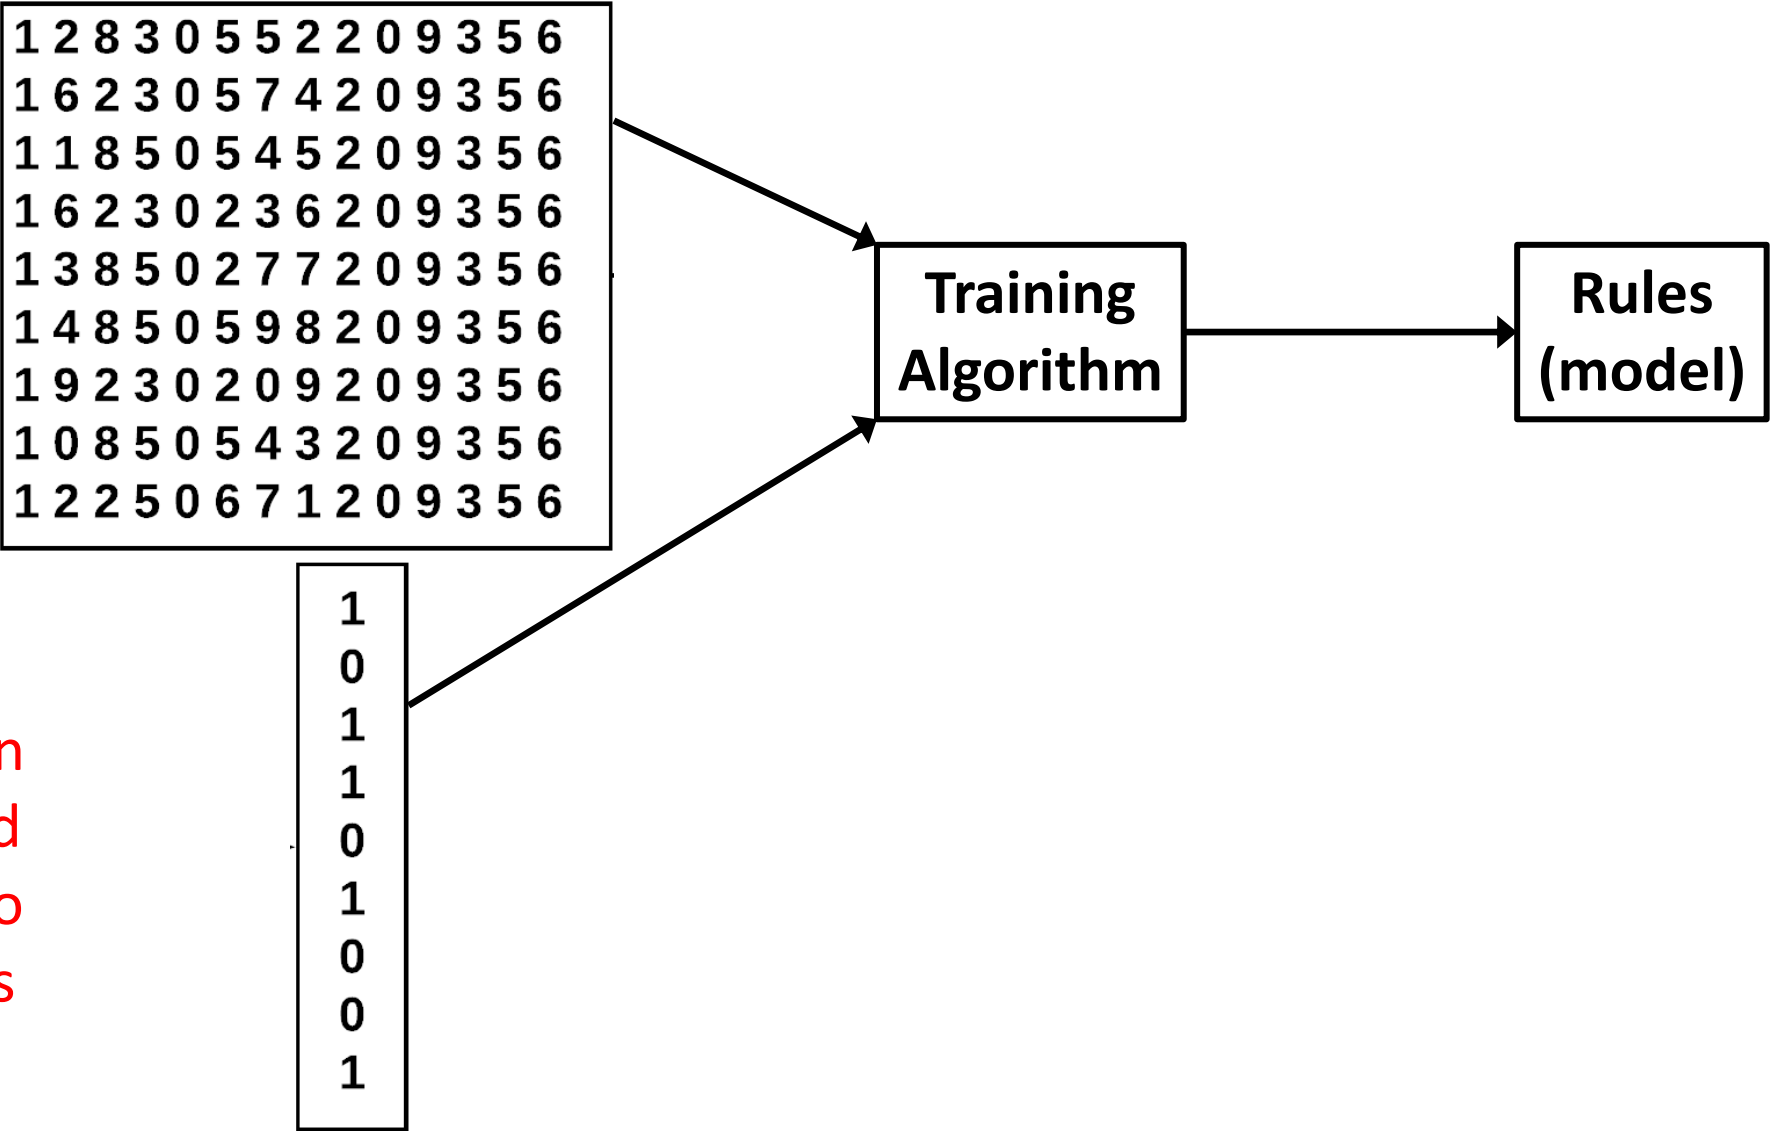 1 2 8 3 0 5 5 2 2 0 9 3 5 6
1 6 2 3 0 5 7 4 2 0 9 3 5 6
1 1 8 5 0 5 4 5 2 0 9 3 5 6
1 6 2 3 0 2 3 6 2 0 9 3 5 6
1 3 8 5 0 2 7 7 2 0 9 3 5 6
1 4 8 5 0 5 9 8 2 0 9 3 5 6
1 9 2 3 0 2 0 9 2 0 9 3 5 6
1 0 8 5 0 5 4 3 2 0 9 3 5 6
1 2 2 5 0 6 7 1 2 0 9 3 5 6
Training
Algorithm
Rules
(model)
1
0
1
1
0
1
0
0
1
n
d
o
s